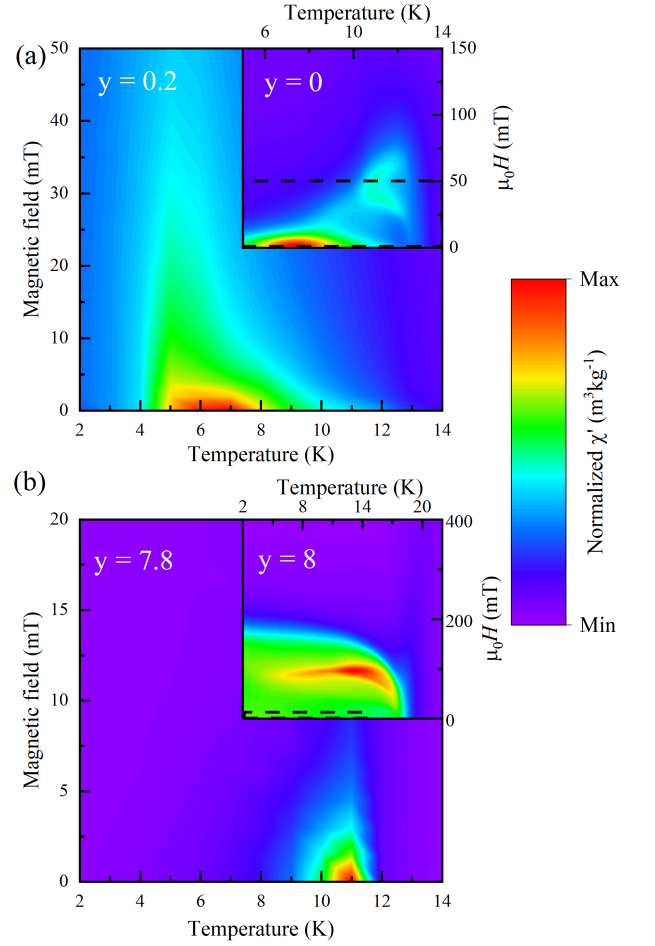 (a)
Temperature (K)
6 10 14
50 40 30 20 10 0
Magnetic field (mT)
y = 0.2
y = 0
150 100 50 0
μ₀H (mT)
2 4 6 8 10 12 14
Temperature (K)
Max
Normalized χ' (m³kg⁻¹)
Min
(b)
Temperature (K)
2 8 14 20
20 15 10 5 0
Magnetic field (mT)
y = 7.8
y = 8
400 200 0
μ₀H (mT)
2 4 6 8 10 12 14
Temperature (K)